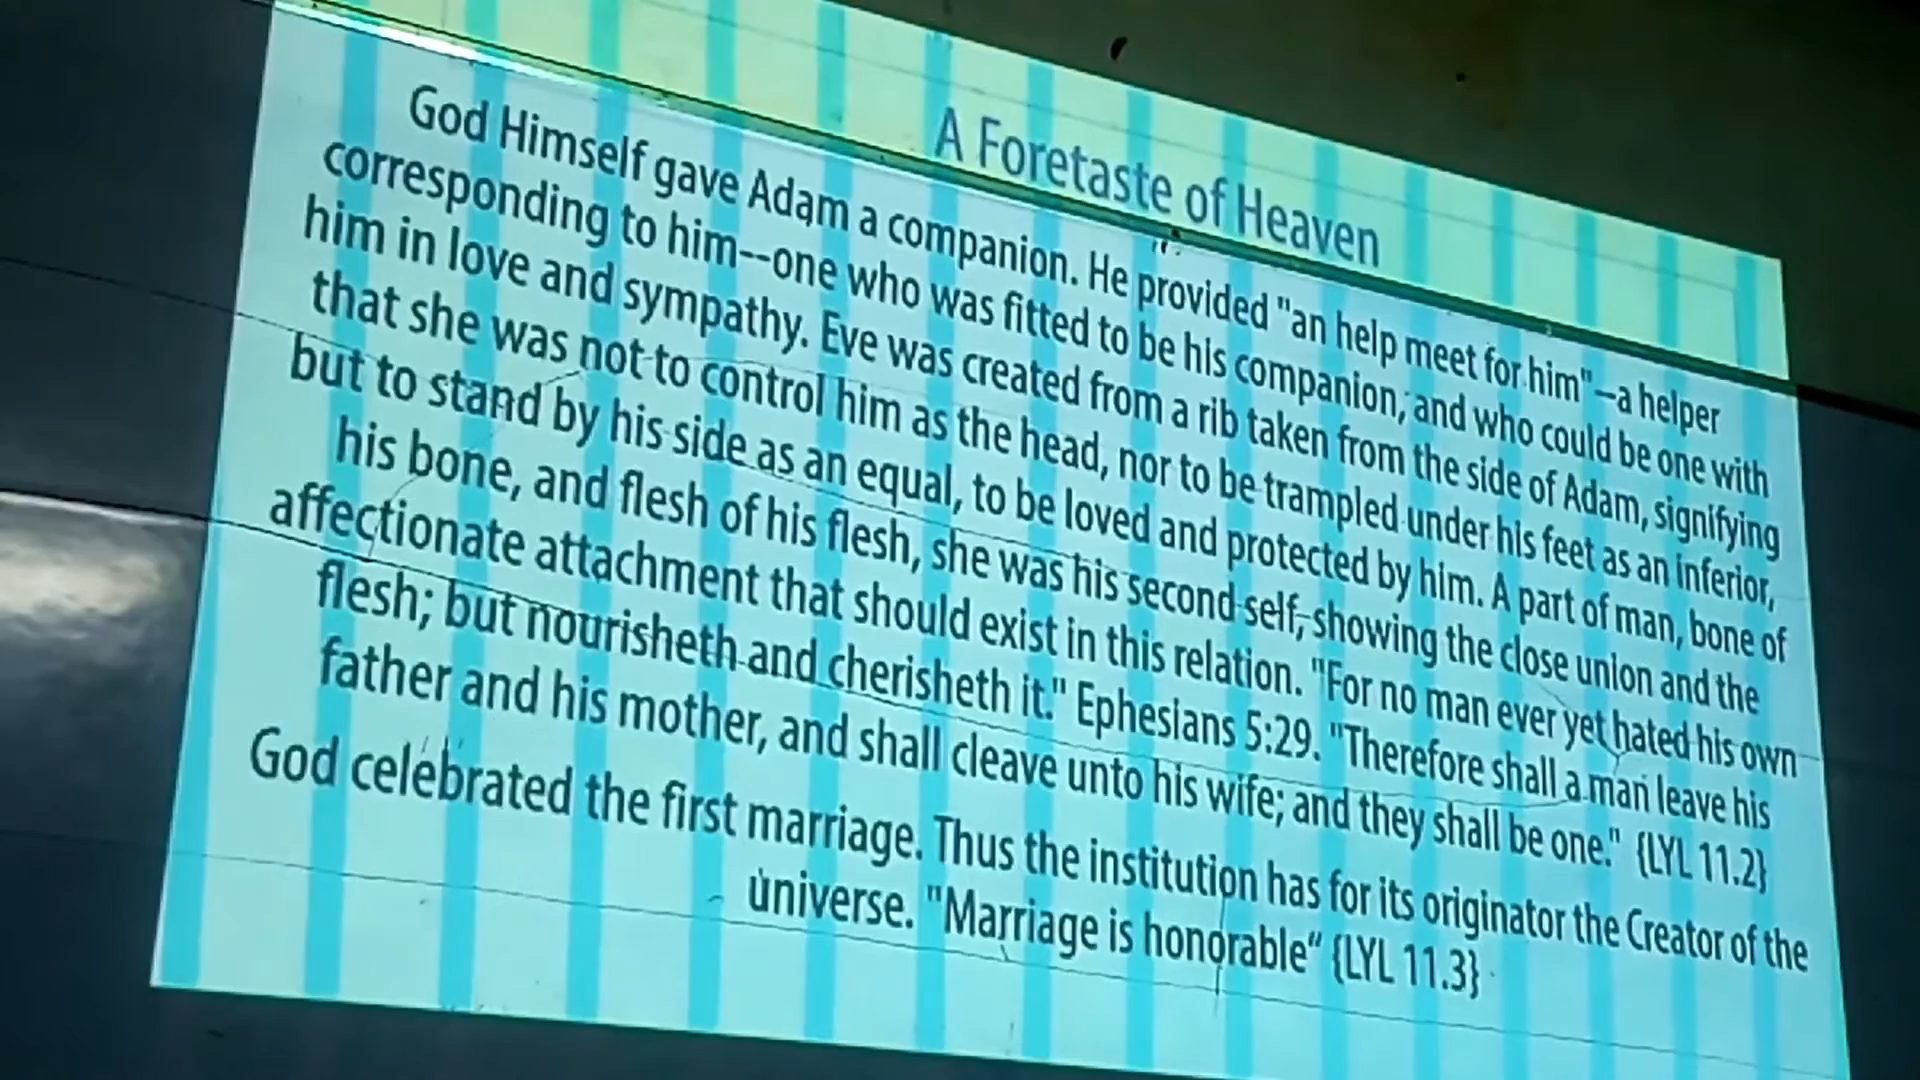 A Foretaste of Heaven
God Himself gave Adam a companion. He provided "an help meet for him"--a helper
corresponding to him--one who was fitted to be his companion, and who could be one with
him in love and sympathy. Eve was created from a rib taken from the side of Adam, signifying
that she was not to control him as the head, nor to be trampled under his feet as an inferior,
but to stand by his side as an equal, to be loved and protected by him. A part of man, bone of
his bone, and flesh of his flesh, she was his second self, showing the close union and the
affectionate attachment that should exist in this relation. "For no man ever yet hated his own
flesh; but nourisheth and cherisheth it." Ephesians 5:29. "Therefore shall a man leave his
father and his mother, and shall cleave unto his wife; and they shall be one." {LYL 11.2}
God celebrated the first marriage. Thus the institution has for its originator the Creator of the
universe. "Marriage is honorable" {LYL 11.3}